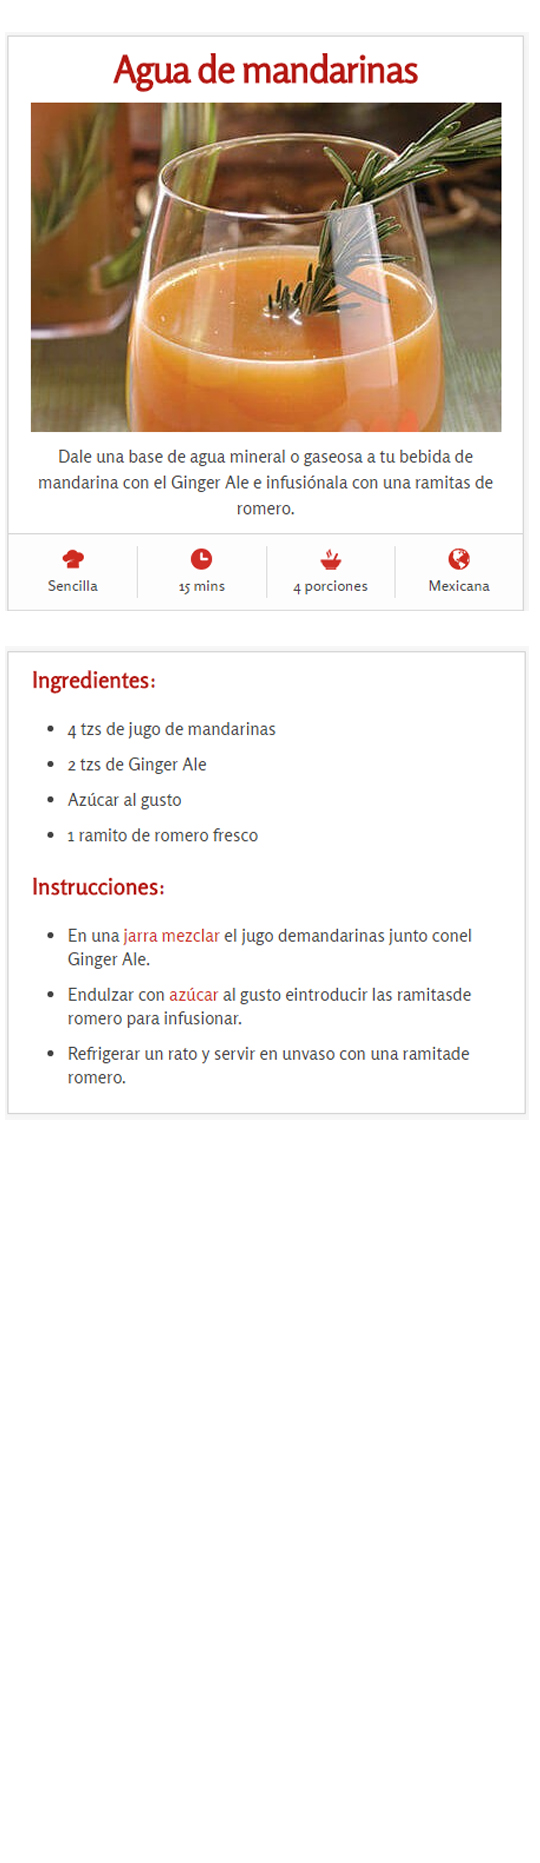 Agua de mandarinas
Dale una base de agua mineral o gaseosa a tu bebida de
mandarina con el Ginger Ale e infusiónala con una ramitas de
romero.
Sencilla
15 mins
4 porciones
Mexicana
Ingredientes:
4 tzs de jugo de mandarinas
2 tzs de Ginger Ale
Azúcar al gusto
1 ramito de romero fresco
Instrucciones:
En una jarra mezclar el jugo demandarinas junto conel
Ginger Ale.
Endulzar con azúcar al gusto eintroducir las ramitasde
romero para infusionar.
Refrigerar un rato y servir en unvaso con una ramitade
romero.